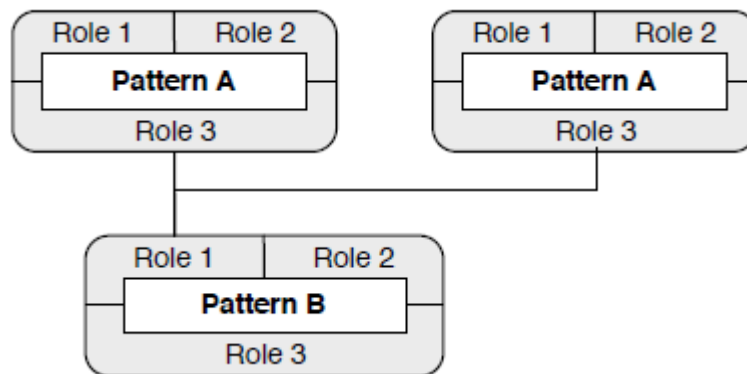 Role 1 Role 2 Role 1 Role 2
Pattern A Pattern A
Role 3 Role 3
Role 1 Role 2
Pattern B
Role 3